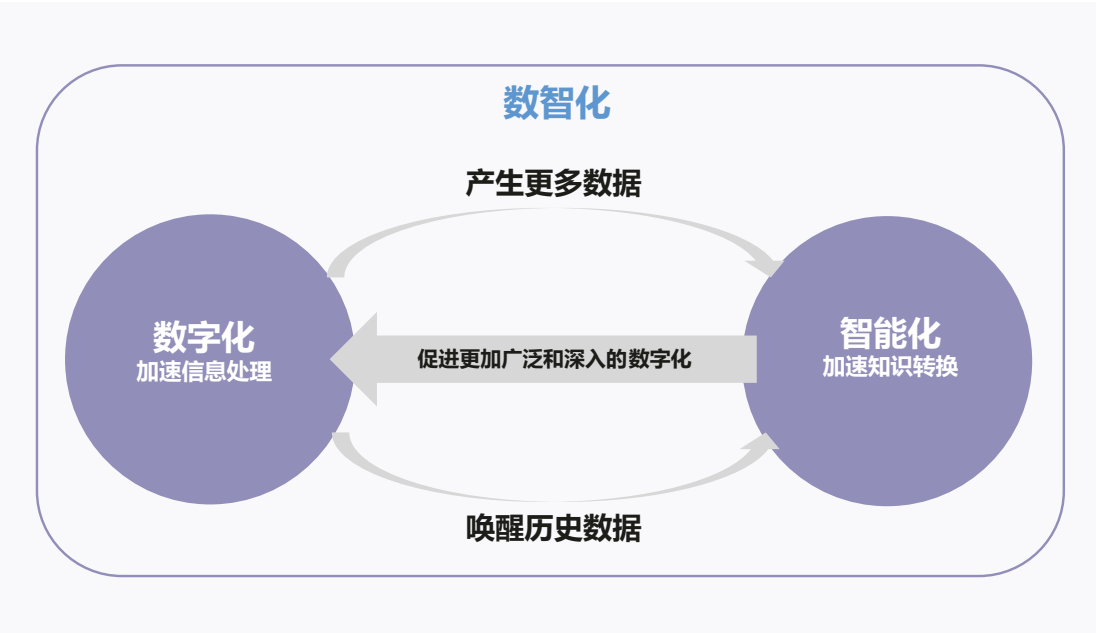 数智化
产生更多数据
数字化
加速信息处理
促进更加广泛和深入的数字化
智能化
加速知识转换
唤醒历史数据